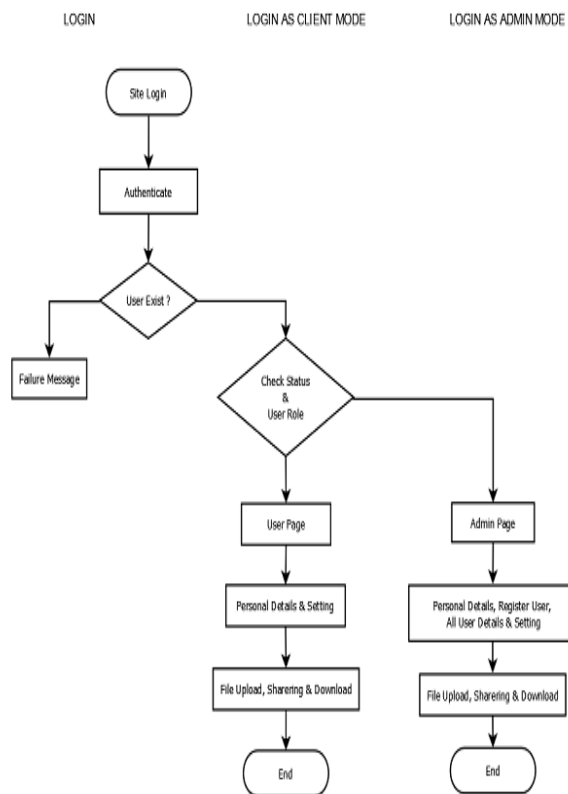 LOGIN
LOGIN AS CLIENT MODE
LOGIN AS ADMIN MODE
Site Login
Authenticate
User Exist ?
Failure Message
Check Status
&
User Role
User Page
Admin Page
Personal Details & Setting
Personal Details, Register User,
All User Details & Setting
File Upload, Sharering & Download
File Upload, Sharering & Download
End
End